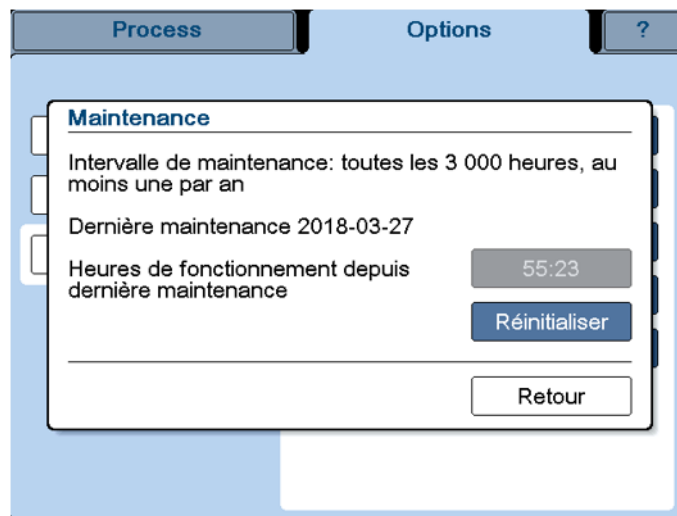 Process
Options
?
Maintenance
Intervalle de maintenance: toutes les 3 000 heures, au
moins une par an
Dernière maintenance 2018-03-27
Heures de fonctionnement depuis
dernière maintenance
55:23
Réinitialiser
Retour